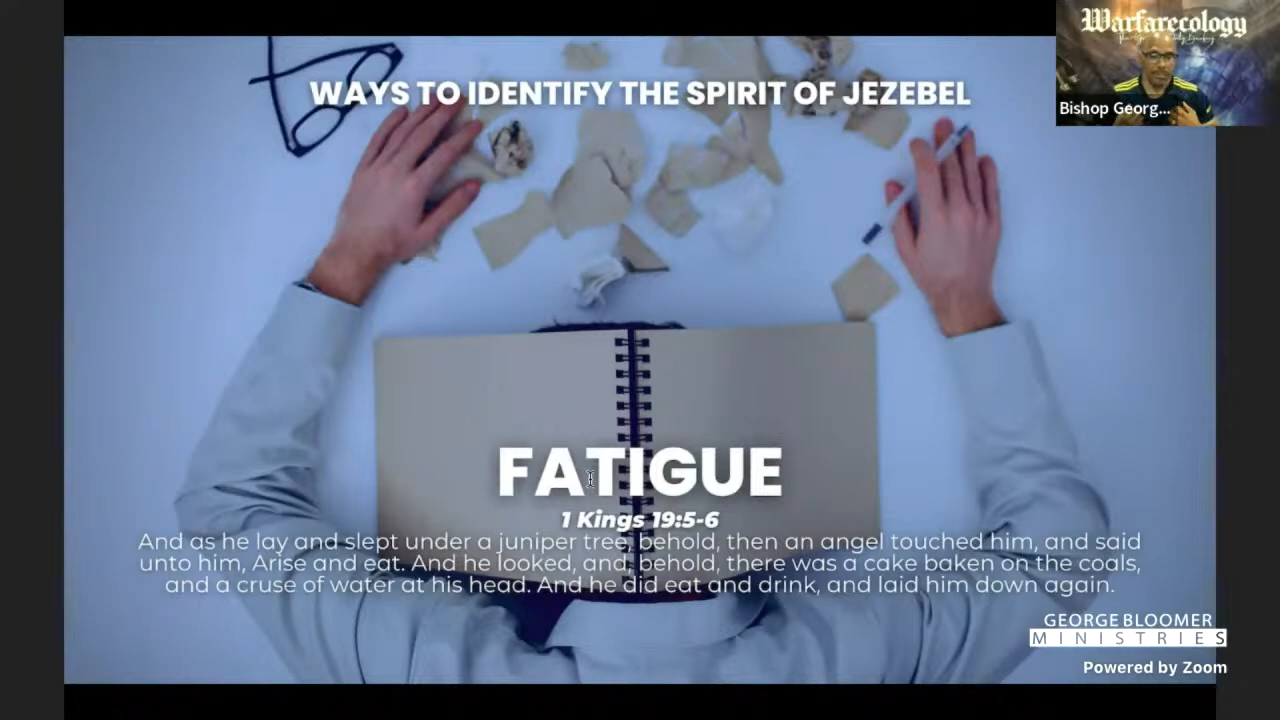 Warfarecology
Bishop Georg...
WAYS TO IDENTIFY THE SPIRIT OF JEZEBEL
FATIGUE
1 Kings 19:5-6
And as he lay and slept under a juniper tree, behold, then an angel touched him, and said
unto him, Arise and eat. And he looked, and, behold, there was a cake baken on the coals,
and a cruse of water at his head. And he did eat and drink, and laid him down again.
GEORGE BLOOMER
MINISTRIES
Powered by Zoom